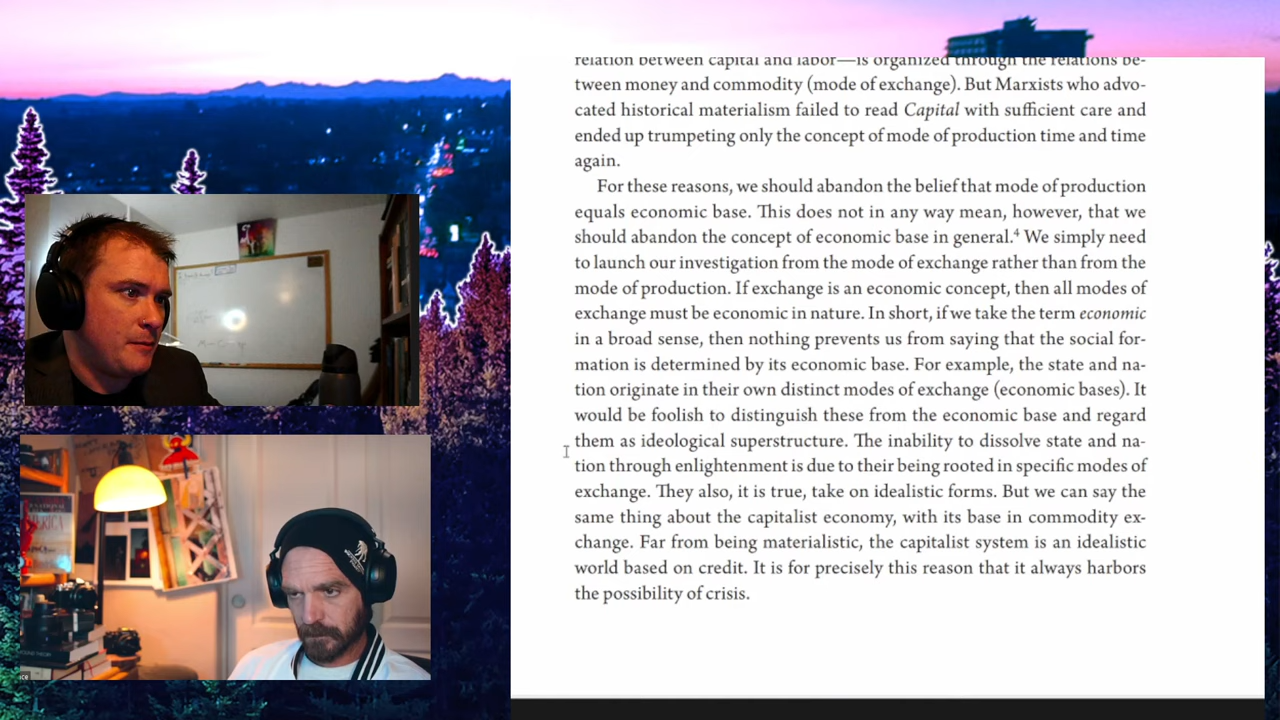 relation between capital and labor—is organized through the relations be-
tween money and commodity (mode of exchange). But Marxists who advo-
cated historical materialism failed to read Capital with sufficient care and
ended up trumpeting only the concept of mode of production time and time
again.
For these reasons, we should abandon the belief that mode of production
equals economic base. This does not in any way mean, however, that we
should abandon the concept of economic base in general.4 We simply need
to launch our investigation from the mode of exchange rather than from the
mode of production. If exchange is an economic concept, then all modes of
exchange must be economic in nature. In short, if we take the term economic
in a broad sense, then nothing prevents us from saying that the social for-
mation is determined by its economic base. For example, the state and na-
tion originate in their own distinct modes of exchange (economic bases). It
would be foolish to distinguish these from the economic base and regard
them as ideological superstructure. The inability to dissolve state and na-
tion through enlightenment is due to their being rooted in specific modes of
exchange. They also, it is true, take on idealistic forms. But we can say the
same thing about the capitalist economy, with its base in commodity ex-
change. Far from being materialistic, the capitalist system is an idealistic
world based on credit. It is for precisely this reason that it always harbors
the possibility of crisis.